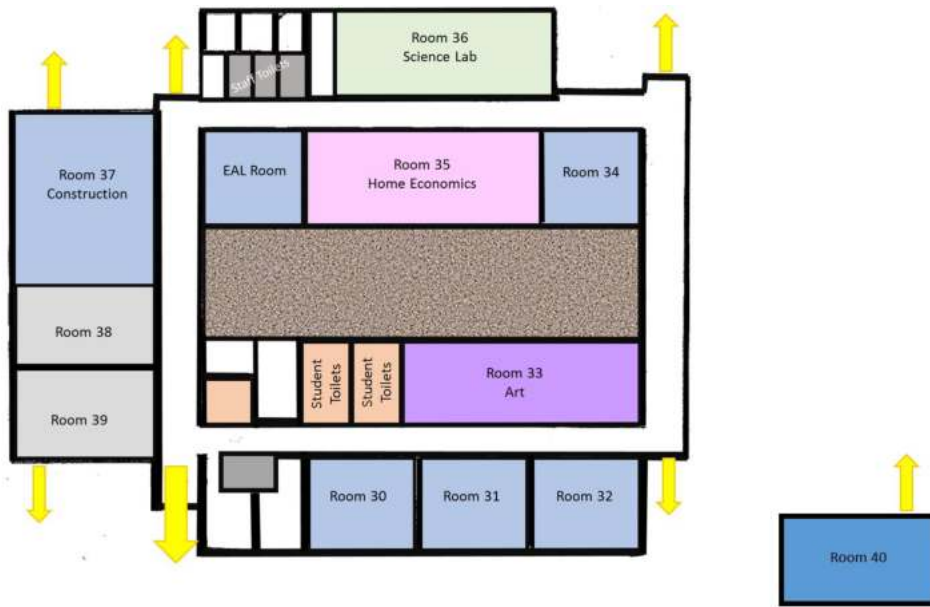 Room 36
Science Lab
Staff Toilets
Room 37
Construction
EAL Room
Room 35
Home Economics
Room 34
Room 38
Room 39
Student
Toilets
Student
Toilets
Room 33
Art
Room 30
Room 31
Room 32
Room 40